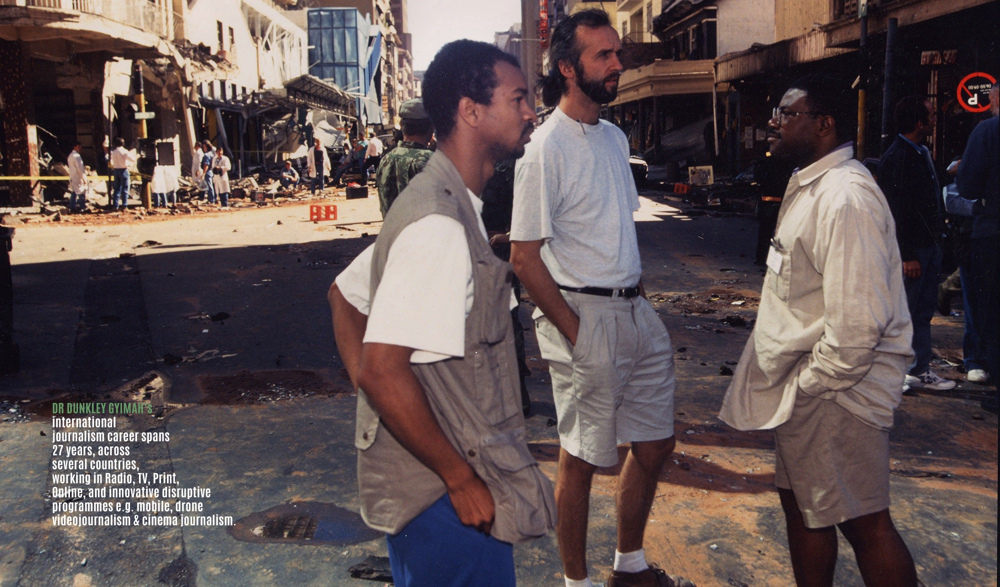 DR DUNKLEY GYIMAH's
international
journalism career spans
27 years, across
several countries,
working in Radio, TV, Print,
Online, and innovative disruptive
programmes e.g. mobile, drone
videojournalism & cinema journalism.
P